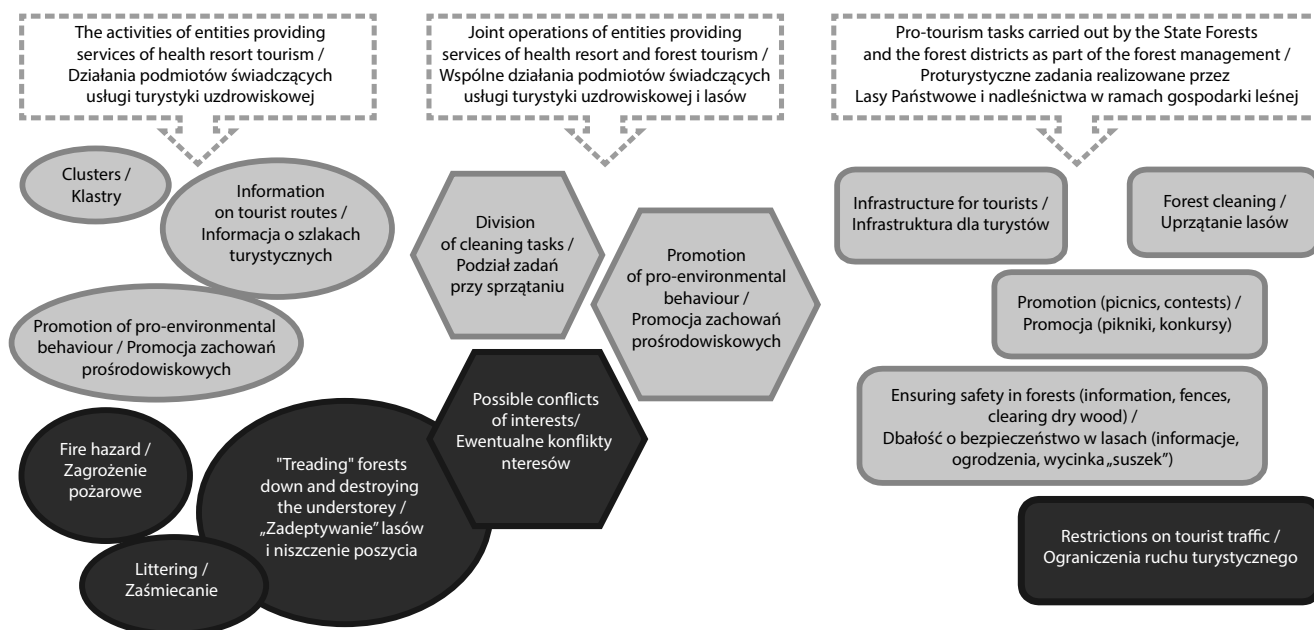 The activities of entities providing
services of health resort tourism /
Działania podmiotów świadczących
usługi turystyki uzdrowiskowej
Joint operations of entities providing
services of health resort and forest tourism /
Wspólne działania podmiotów świadczących
usługi turystyki uzdrowiskowej i lasów
Pro-tourism tasks carried out by the State Forests
and the forest districts as part of the forest management /
Proturystyczne zadania realizowane przez
Lasy Państwowe i nadleśnictwa w ramach gospodarki leśnej
Clusters /
Klastry
Information
on tourist routes /
Informacja o szlakach
turystycznych
Promotion of pro-environmental
behaviour / Promocja zachowań
prośrodowiskowych
Fire hazard /
Zagrożenie
pożarowe
"Treading" forests
down and destroying
the understorey /
„Zadeptywanie” lasów
i niszczenie poszycia
Littering /
Zaśmiecanie
Division
of cleaning tasks /
Podział zadań
przy sprzątaniu
Promotion
of pro-environmental
behaviour /
Promocja zachowań
prośrodowiskowych
Possible conflicts
of interests/
Ewentualne konflikty
nteresów
Infrastructure for tourists /
Infrastruktura dla turystów
Forest cleaning /
Uprzątanie lasów
Promotion (picnics, contests) /
Promocja (pikniki, konkursy)
Ensuring safety in forests (information, fences,
clearing dry wood) /
Dbałość o bezpieczeństwo w lasach (informacje,
ogrodzenia, wycinka „suszek”)
Restrictions on tourist traffic /
Ograniczenia ruchu turystycznego